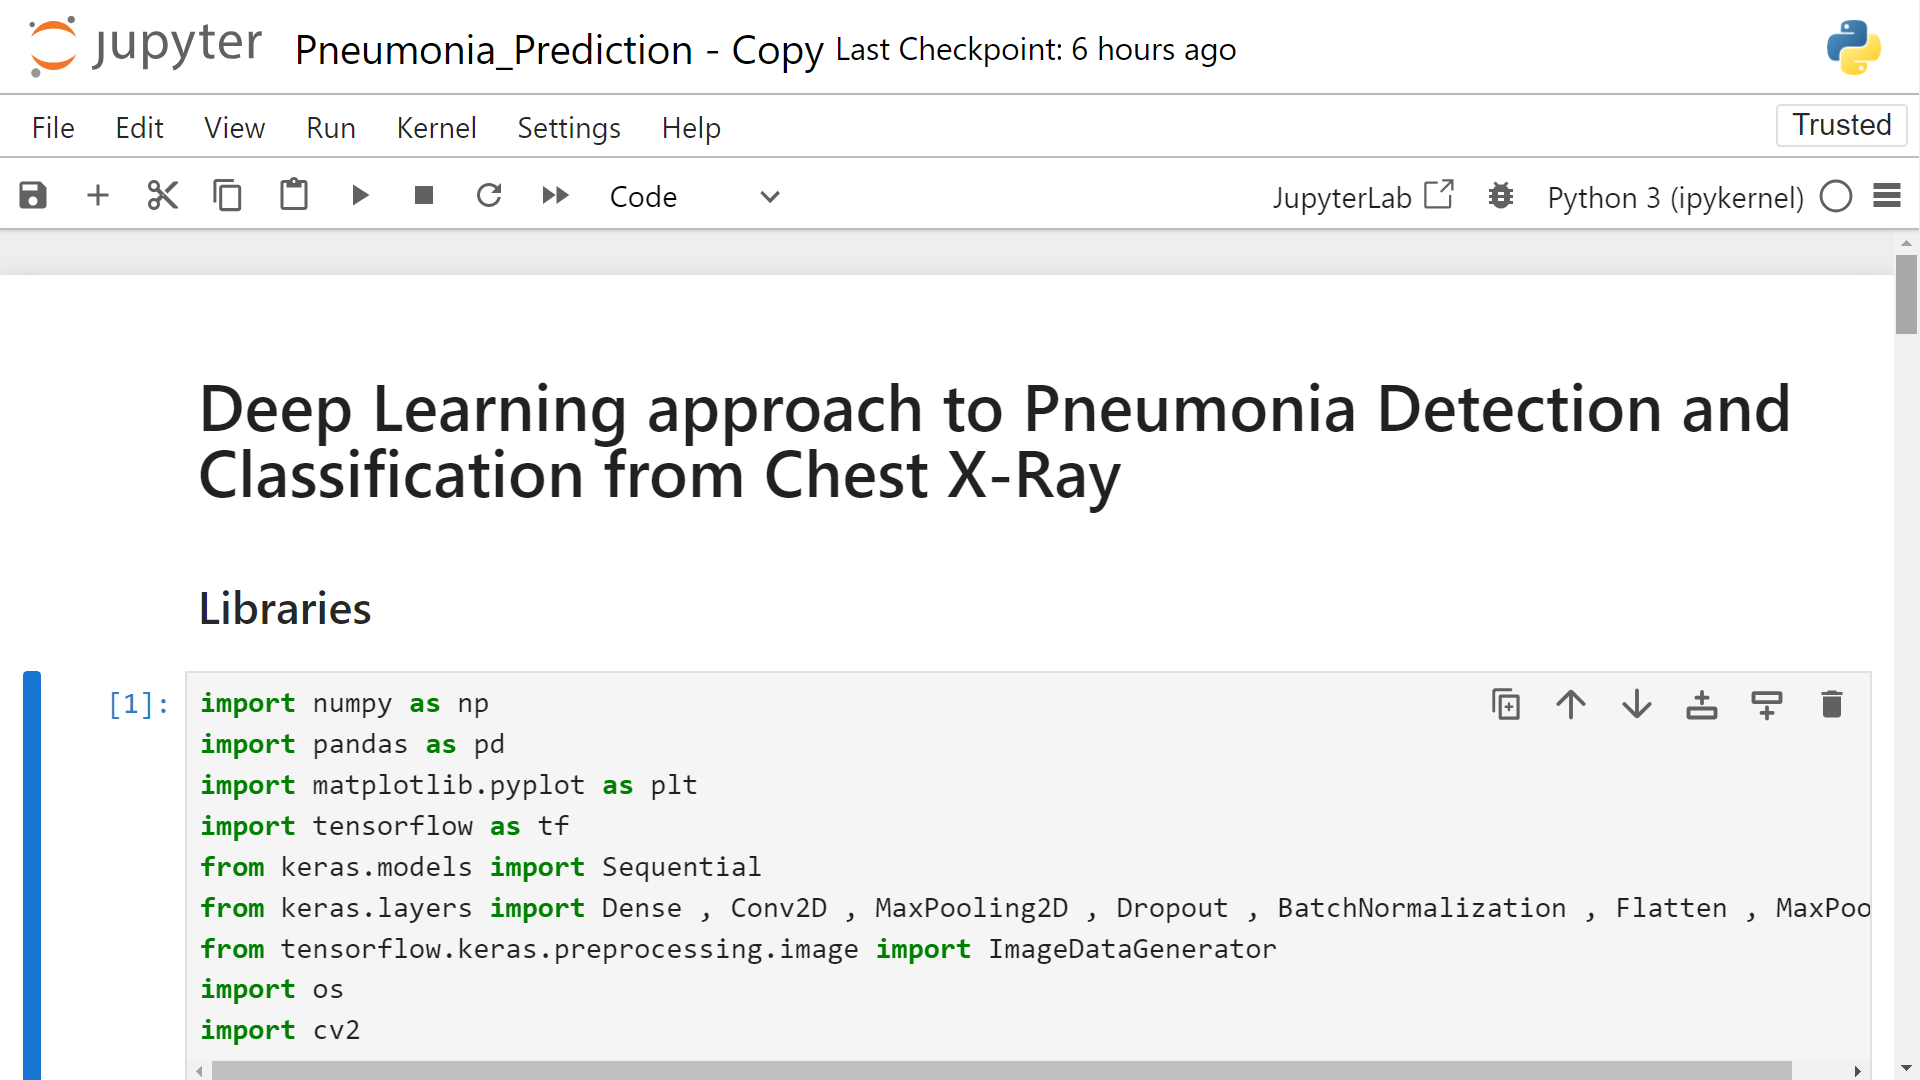 jupyter Pneumonia_Prediction - Copy Last Checkpoint: 6 hours ago
File Edit View Run Kernel Settings Help Trusted
Code JupyterLab Python 3 (ipykernel)
Deep Learning approach to Pneumonia Detection and
Classification from Chest X-Ray
Libraries
[1]: import numpy as np
import pandas as pd
import matplotlib.pyplot as plt
import tensorflow as tf
from keras.models import Sequential
from keras.layers import Dense , Conv2D , MaxPooling2D , Dropout , BatchNormalization , Flatten , MaxPoo
from tensorflow.keras.preprocessing.image import ImageDataGenerator
import os
import cv2